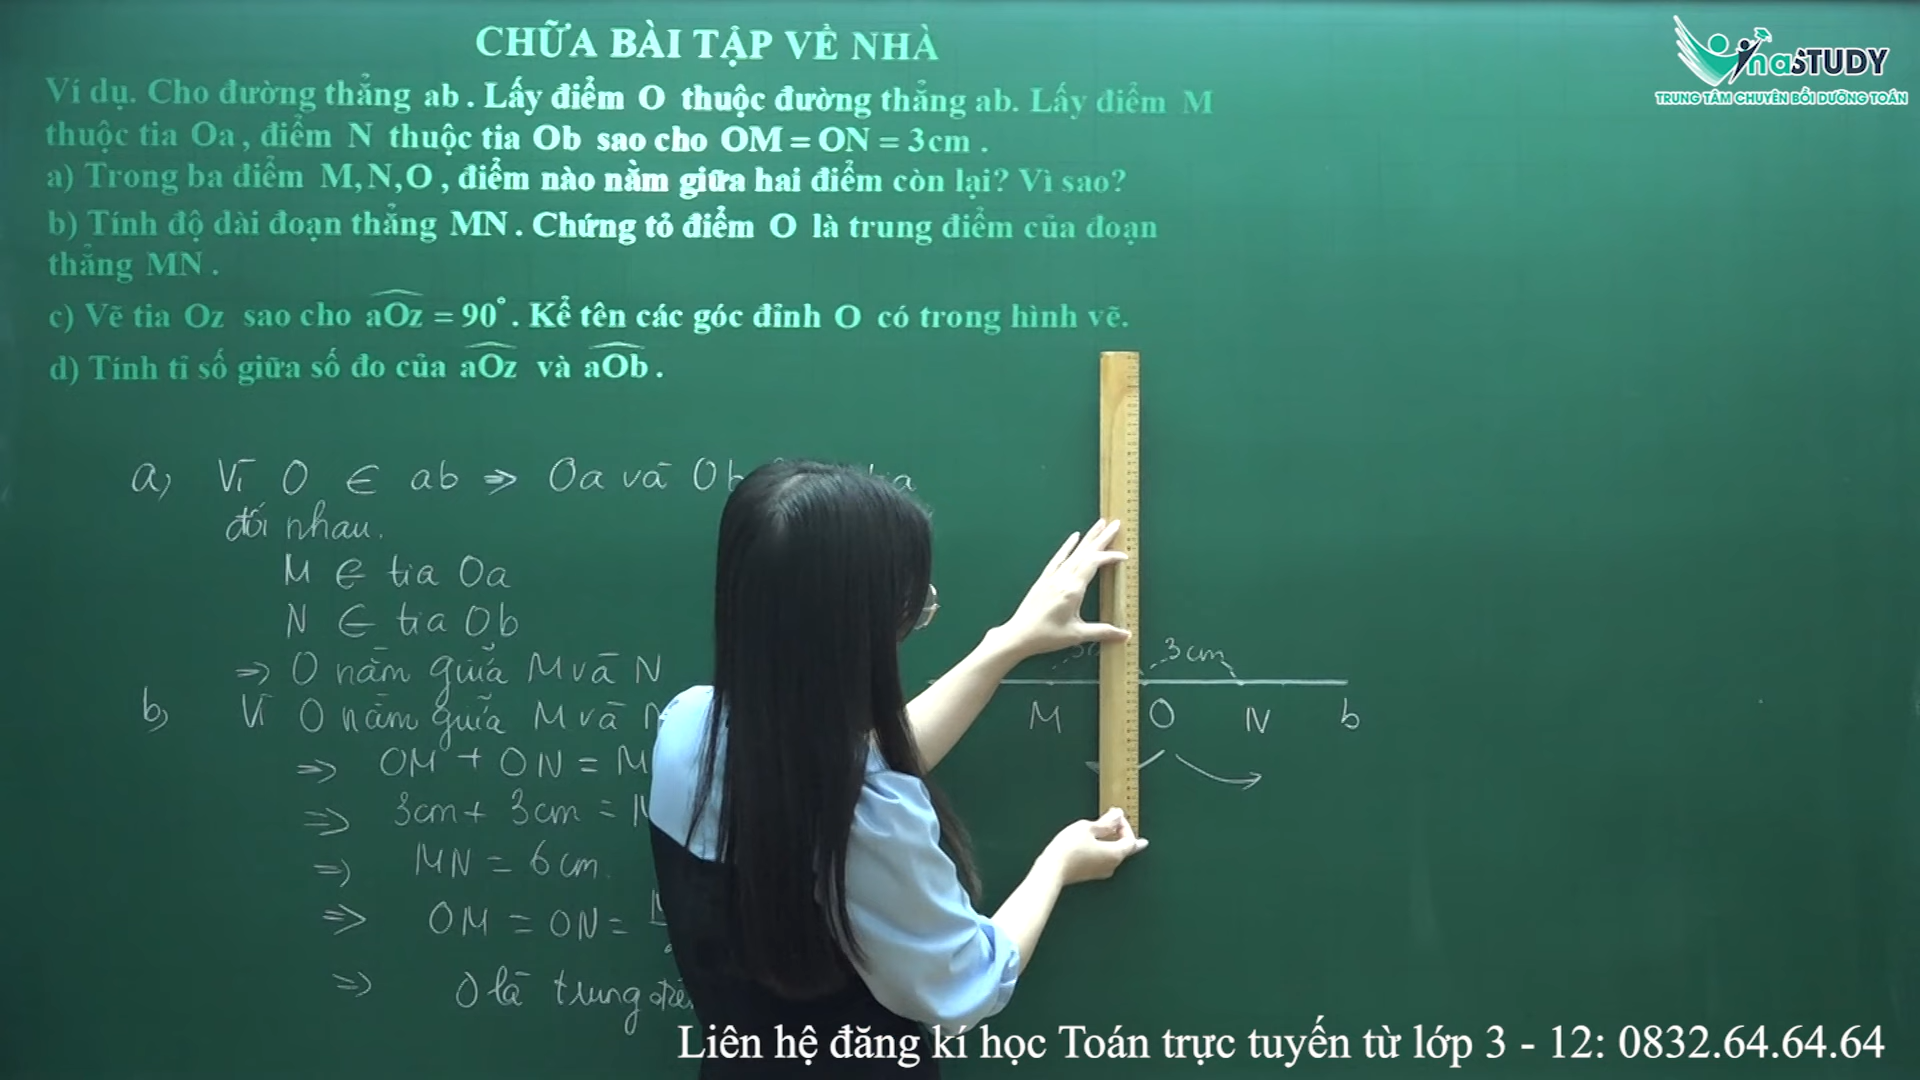 CHỮA BÀI TẬP VỀ NHÀ
Ví dụ. Cho đường thẳng ab. Lấy điểm O thuộc đường thẳng ab. Lấy điểm M
thuộc tia Oa, điểm N thuộc tia Ob sao cho OM = ON = 3cm.
a) Trong ba điểm M, N, O, điểm nào nằm giữa hai điểm còn lại? Vì sao?
b) Tính độ dài đoạn thẳng MN. Chứng tỏ điểm O là trung điểm của đoạn
thẳng MN.
c) Vẽ tia Oz sao cho \widehat{aOz} = 90°. Kể tên các góc đỉnh O có trong hình vẽ.
d) Tính tỉ số giữa số đo của \widehat{aOz} và \widehat{aOb}.
VinaSTUDY
TRUNG TÂM CHUYÊN BỒI DƯỠNG TOÁN
a) Vì O ∈ ab => Oa và Ob
đối nhau.
M ∈ tia Oa
N ∈ tia Ob
=> O nằm giữa M và N
b) Vì O nằm giữa M và N
=> OM + ON = M
=> 3cm + 3cm =
=> MN = 6cm.
=> OM = ON =
=> O là trung
3cm
M O N b
Liên hệ đăng kí học Toán trực tuyến từ lớp 3 - 12: 0832.64.64.64